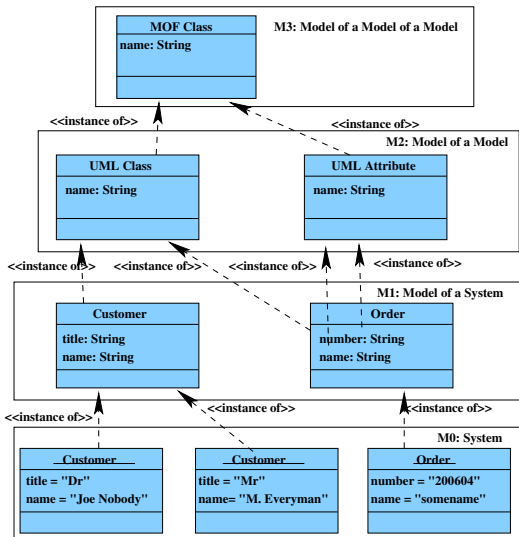 MOF Class
name: String
M3: Model of a Model of a Model
<<instance of>>
<<instance of>>
M2: Model of a Model
UML Class
name: String
UML Attribute
name: String
<<instance of>>
<<instance of>>
<<instance of>>
<<instance of>>
M1: Model of a System
Customer
title: String
name: String
Order
number: String
name: String
<<instance of>>
<<instance of>>
<<instance of>>
M0: System
Customer
title = "Dr"
name = "Joe Nobody"
Customer
title = "Mr"
name= "M. Everyman"
Order
number = "200604"
name = "somename"